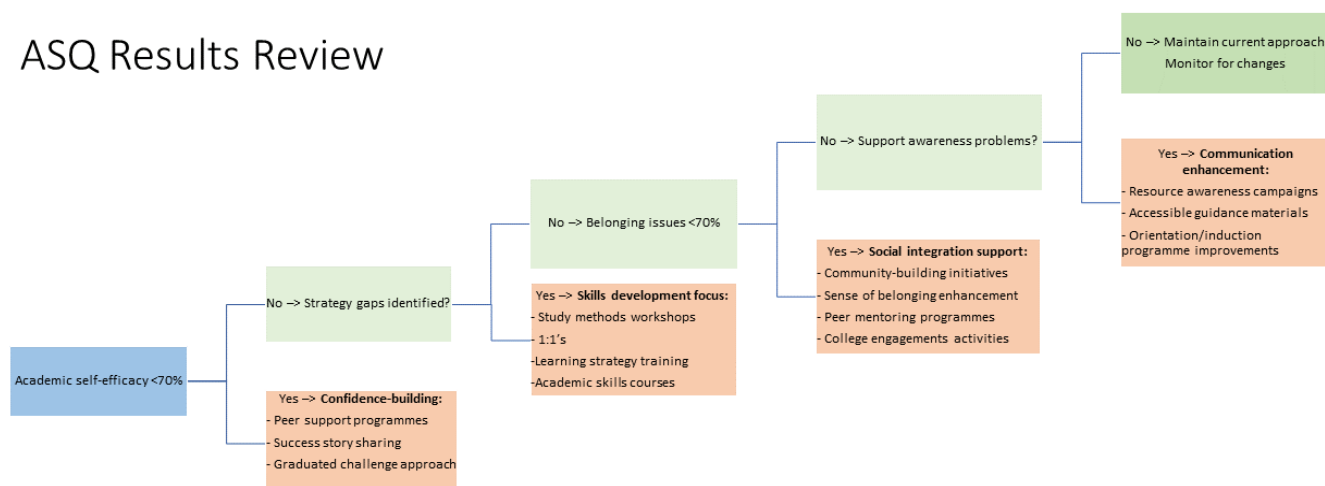 ASQ Results Review
Academic self-efficacy <70%
No –> Strategy gaps identified?
Yes –> Confidence-building:
- Peer support programmes
- Success story sharing
- Graduated challenge approach
No –> Belonging issues <70%
Yes –> Skills development focus:
- Study methods workshops
- 1:1's
-Learning strategy training
-Academic skills courses
No –> Support awareness problems?
Yes –> Social integration support:
- Community-building initiatives
- Sense of belonging enhancement
- Peer mentoring programmes
- College engagements activities
No –> Maintain current approach
Monitor for changes
Yes –> Communication
enhancement:
- Resource awareness campaigns
- Accessible guidance materials
- Orientation/induction
programme improvements